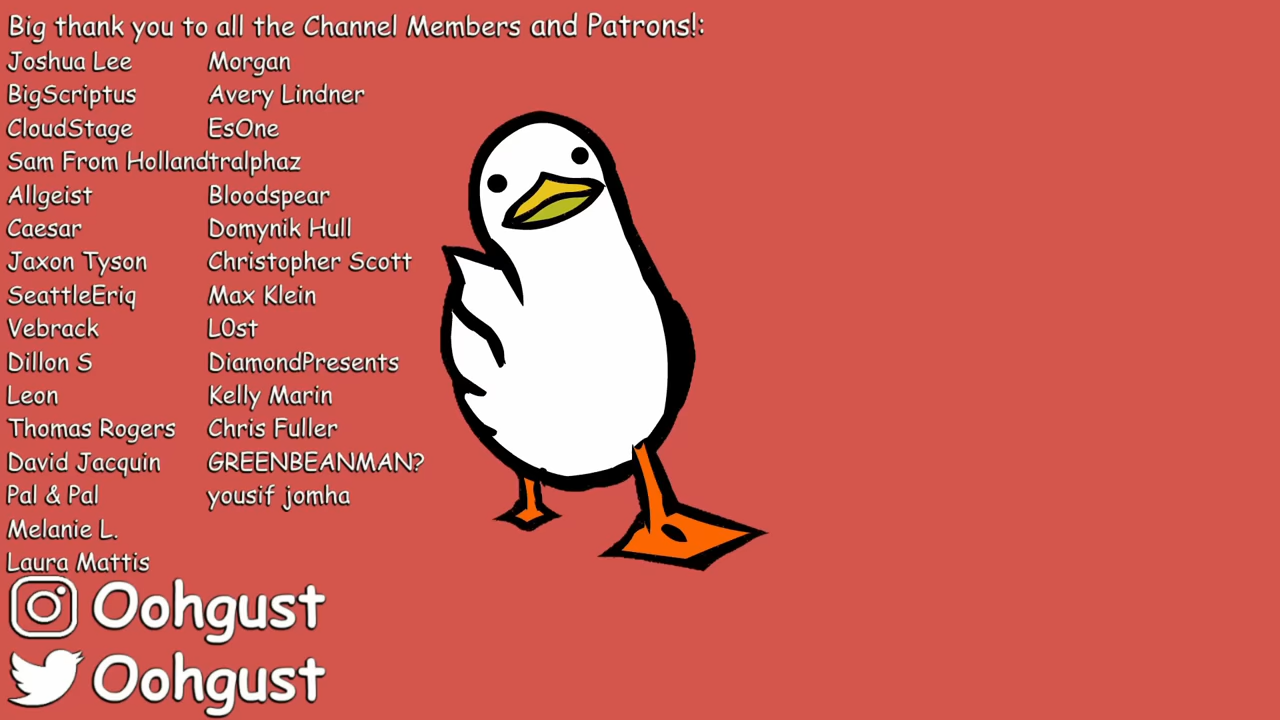 Big thank you to all the Channel Members and Patrons!:
Joshua Lee
BigScriptus
CloudStage
Sam From Holland
Allgeist
Caesar
Jaxon Tyson
SeattleEriq
Vebrack
Dillon S
Leon
Thomas Rogers
David Jacquin
Pal & Pal
Melanie L.
Laura Mattis
Morgan
Avery Lindner
EsOne
tralphaz
Bloodspear
Domynik Hull
Christopher Scott
Max Klein
L0st
DiamondPresents
Kelly Marin
Chris Fuller
GREENBEANMAN?
yousif jomha
Oohgust
Oohgust